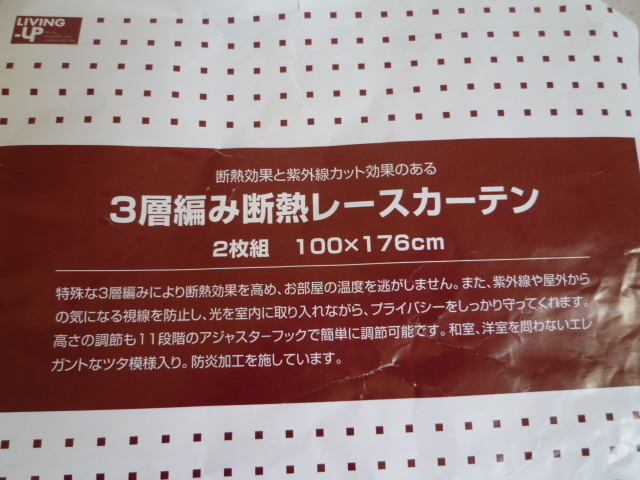 LIVING
-UP
断熱効果と紫外線カット効果のある
3層編み断熱レースカーテン
2枚組 100×176cm
特殊な3層編みにより断熱効果を高め、お部屋の温度を逃がしません。また、紫外線や屋外から
の気になる視線を防止し、光を室内に取り入れながら、プライバシーをしっかり守ってくれます。
高さの調節も11段階のアジャスターフックで簡単に調節可能です。和室、洋室を問わないエレ
ガントなツタ模様入り。防炎加工を施しています。